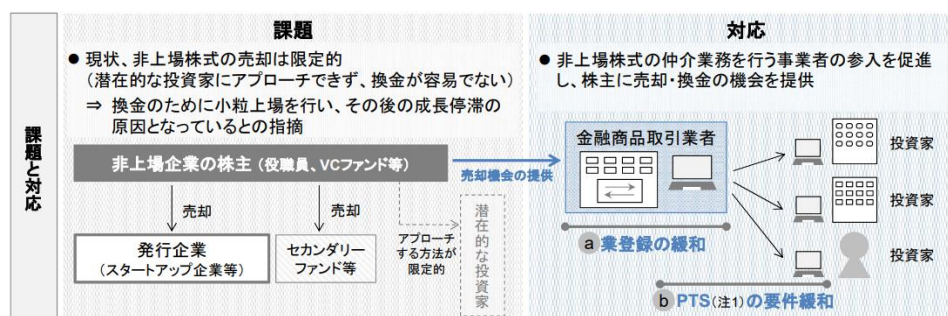 課題
対応
課題と対応
● 現状、非上場株式の売却は限定的
（潜在的な投資家にアプローチできず、換金が容易でない）
⇒ 換金のために小粒上場を行い、その後の成長停滞の
原因となっているとの指摘
非上場企業の株主（役職員、VCファンド等）
売却
売却
発行企業
（スタートアップ企業等）
セカンダリー
ファンド等
アプローチ
する方法が
限定的
潜在的な投資家
売却機会の提供
● 非上場株式の仲介業務を行う事業者の参入を促進
し、株主に売却・換金の機会を提供
金融商品取引業者
投資家
投資家
投資家
a 業登録の緩和
b PTS(注1)の要件緩和